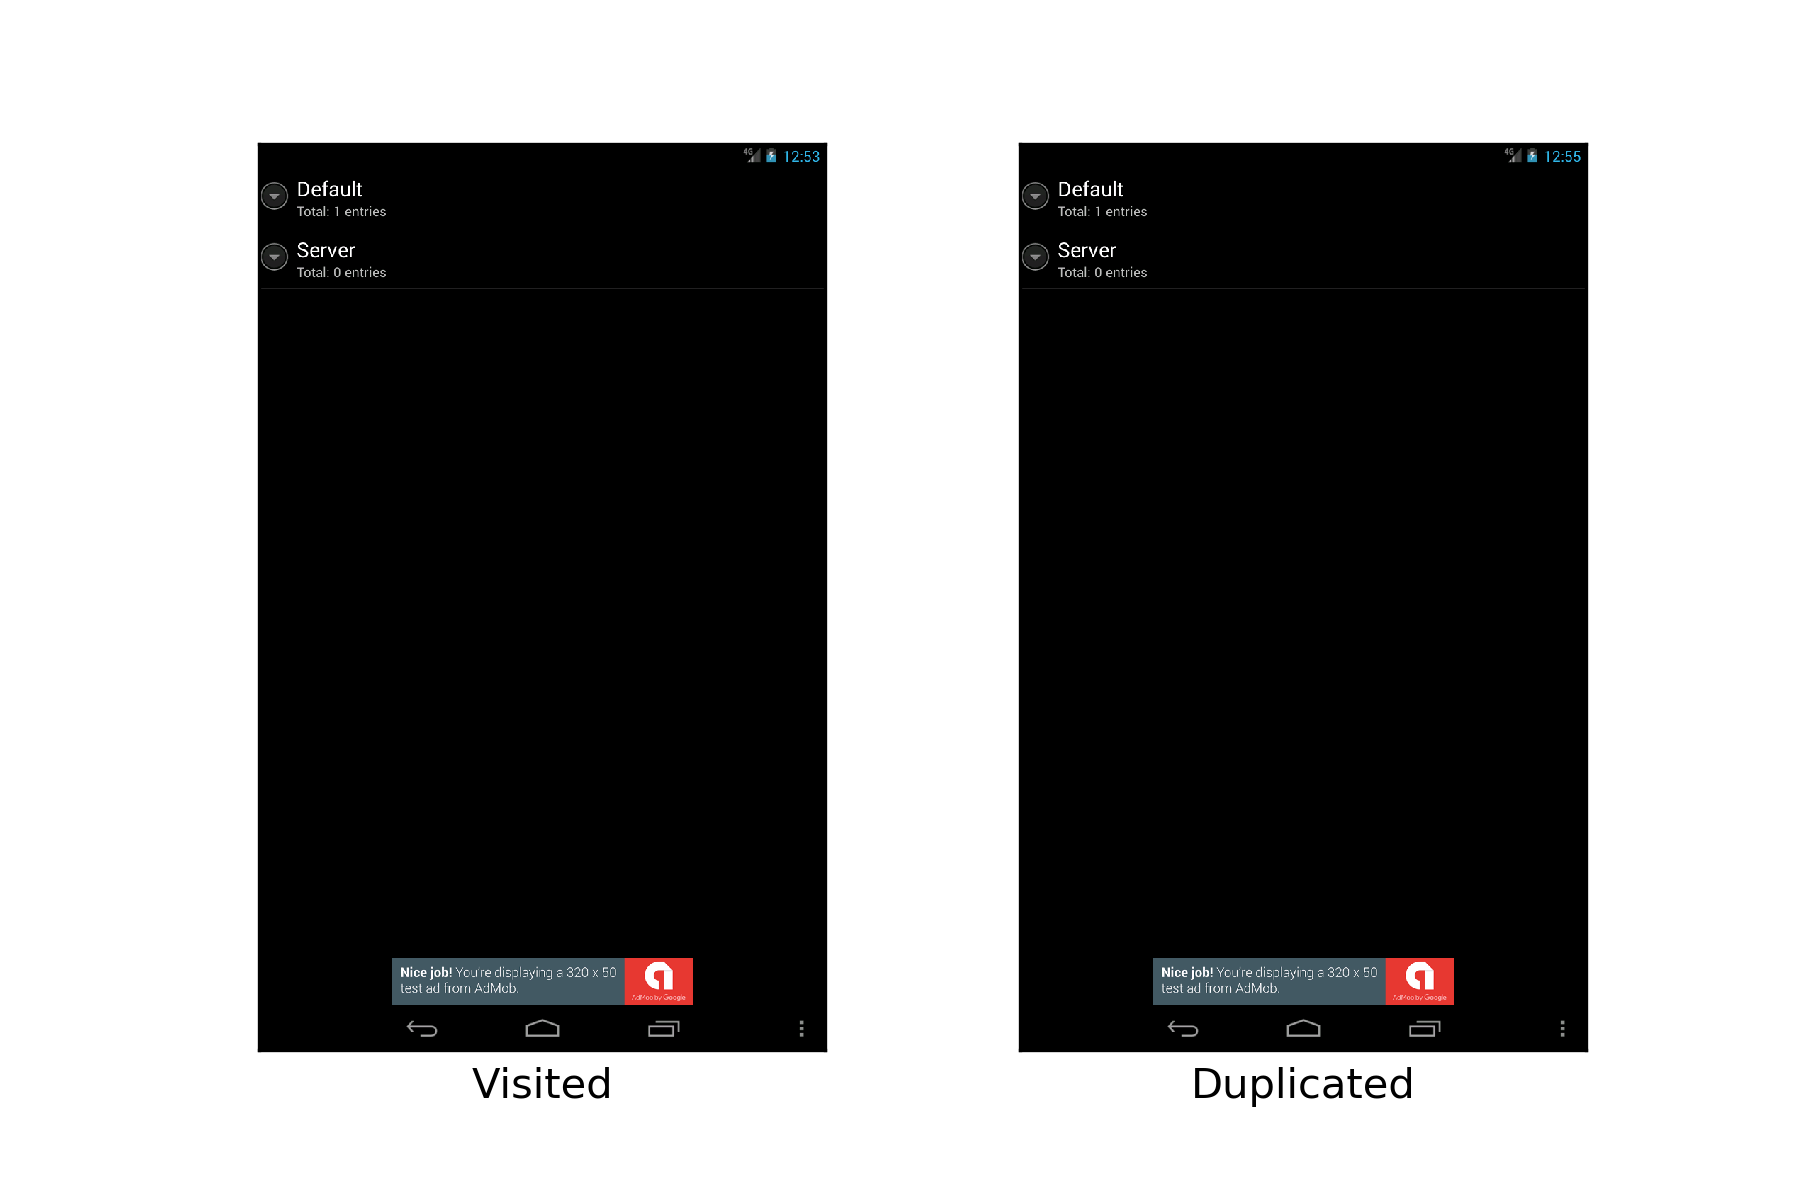 4G 12:53
Default
Total: 1 entries
Server
Total: 0 entries
Nice job! You're displaying a 320 x 50
test ad from AdMob.
AdMob by Google
Visited
4G 12:55
Default
Total: 1 entries
Server
Total: 0 entries
Nice job! You're displaying a 320 x 50
test ad from AdMob.
AdMob by Google
Duplicated